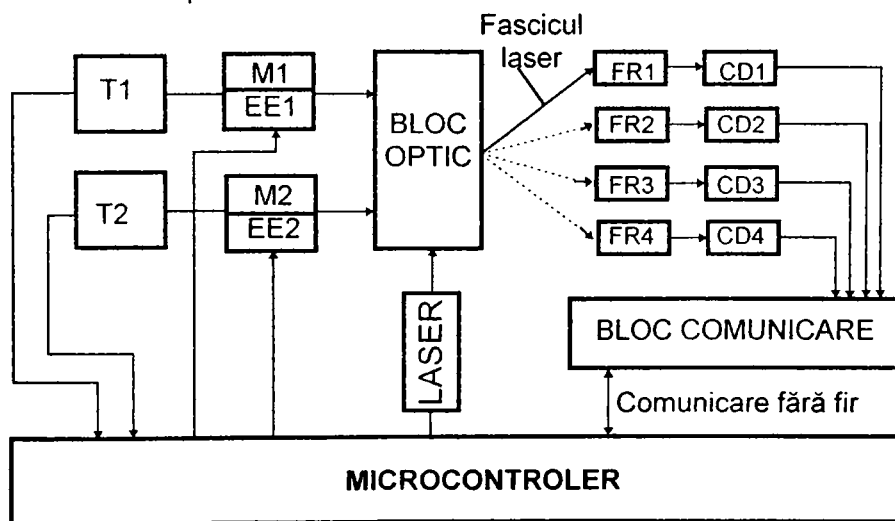 Fascicul
laser
T1
M1
EE1
BLOC
OPTIC
FR1
CD1
FR2
CD2
FR3
CD3
FR4
CD4
T2
M2
EE2
LASER
BLOC COMUNICARE
Comunicare fără fir
MICROCONTROLER